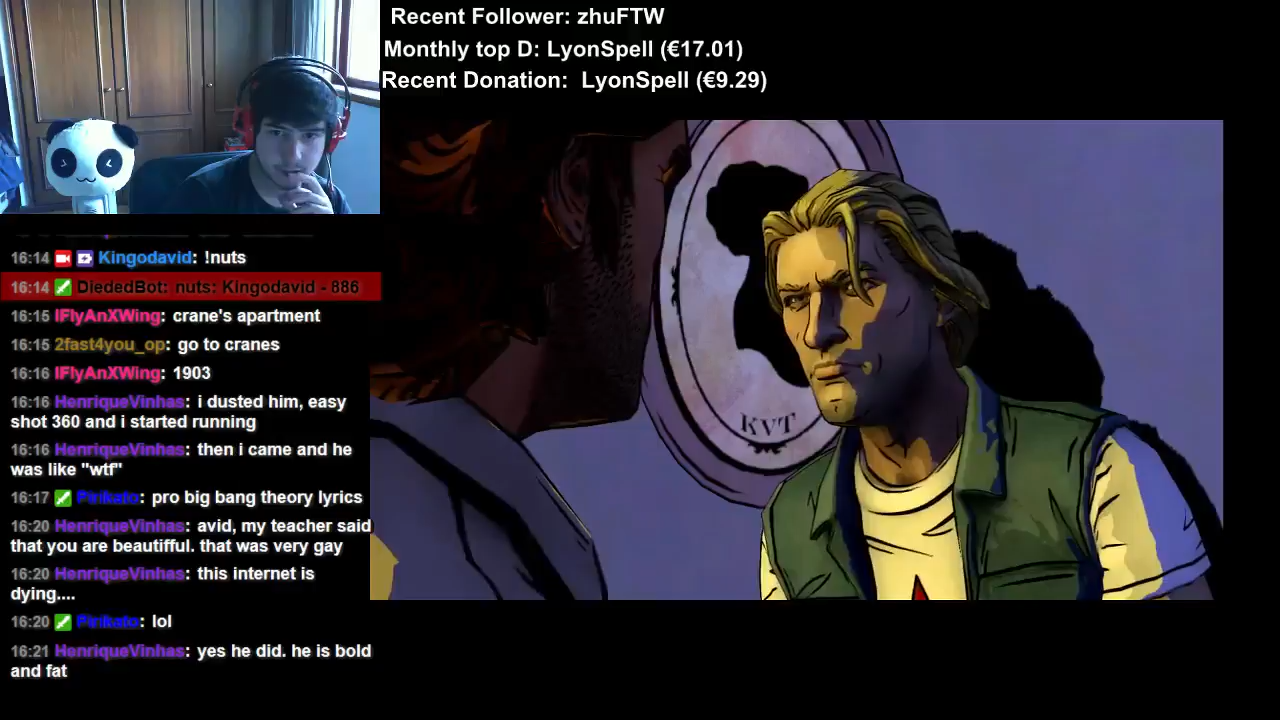 Recent Follower: zhuFTW
Monthly top D: LyonSpell (€17.01)
Recent Donation: LyonSpell (€9.29)
16:14 Kingodavid: !nuts
16:14 DiededBot: nuts: Kingodavid - 886
16:15 IFlyAnXWing: crane's apartment
16:15 2fast4you_op: go to cranes
16:16 IFlyAnXWing: 1903
16:16 HenriqueVinhas: i dusted him, easy
shot 360 and i started running
16:16 HenriqueVinhas: then i came and he
was like "wtf"
16:17 Pirikato: pro big bang theory lyrics
16:20 HenriqueVinhas: avid, my teacher said
that you are beautifull. that was very gay
16:20 HenriqueVinhas: this internet is
dying....
16:20 Pirikato: lol
16:21 HenriqueVinhas: yes he did. he is bold
and fat
KVT